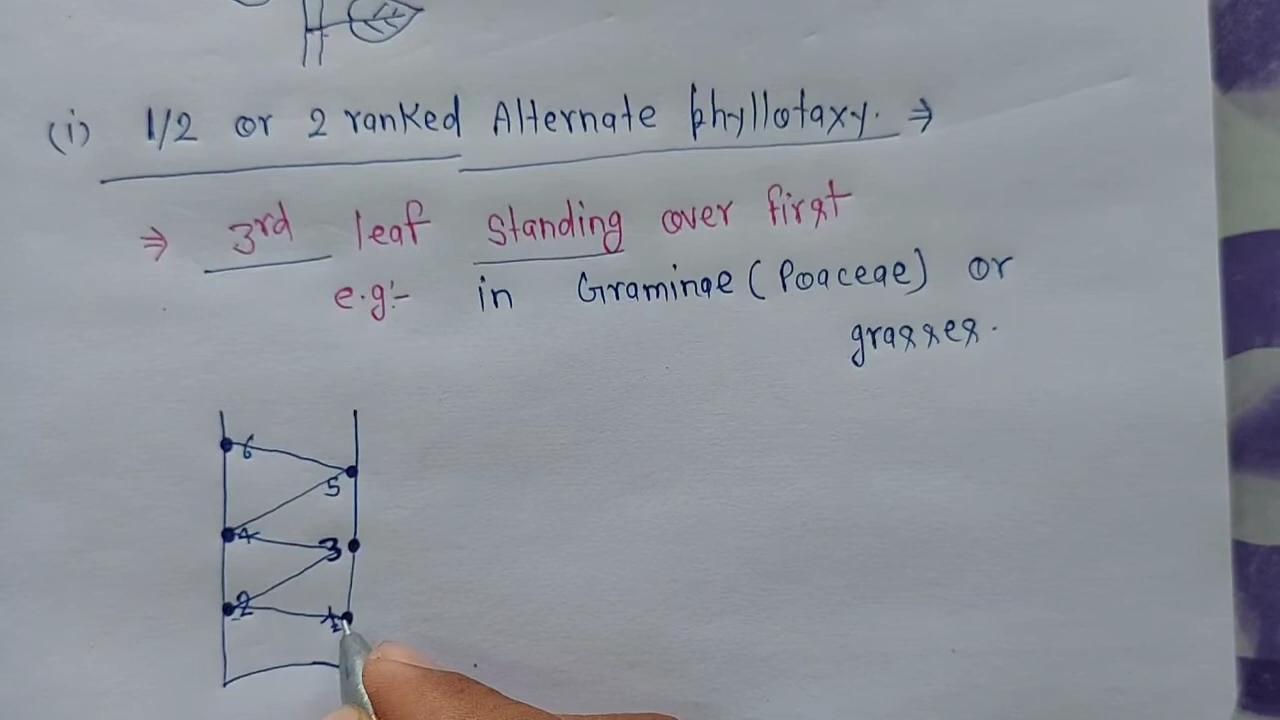 (i) 1/2 or 2 ranked Alternate phyllotaxy. ⇒
⇒ 3rd leaf standing over first
e.g:- in Graminae (Poaceae) or
grasses.
6
5
4
3
2